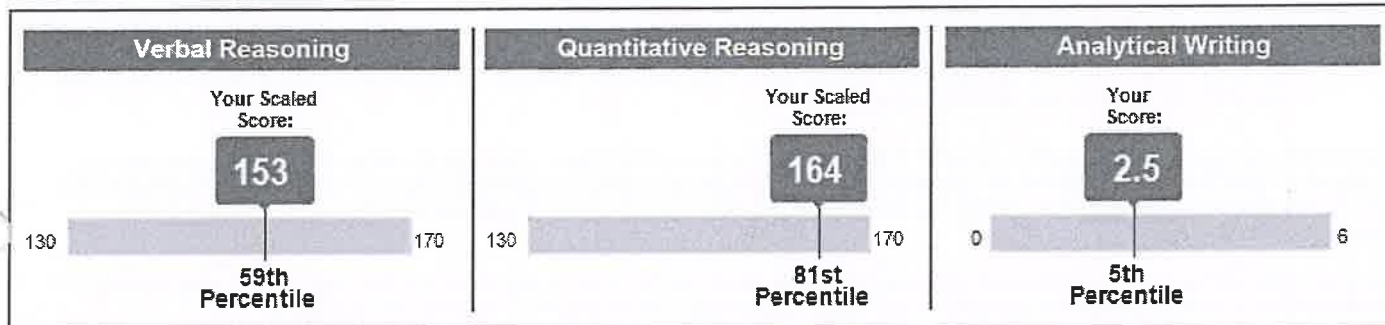 Verbal Reasoning
Your Scaled
Score:
153
130
170
59th
Percentile
Quantitative Reasoning
Your Scaled
Score:
164
130
170
81st
Percentile
Analytical Writing
Your
Score:
2.5
0
6
5th
Percentile